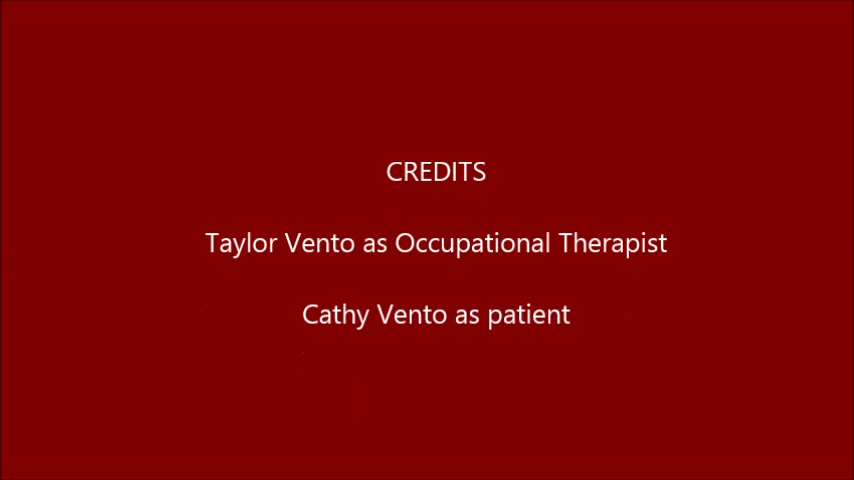 CREDITS
Taylor Vento as Occupational Therapist
Cathy Vento as patient